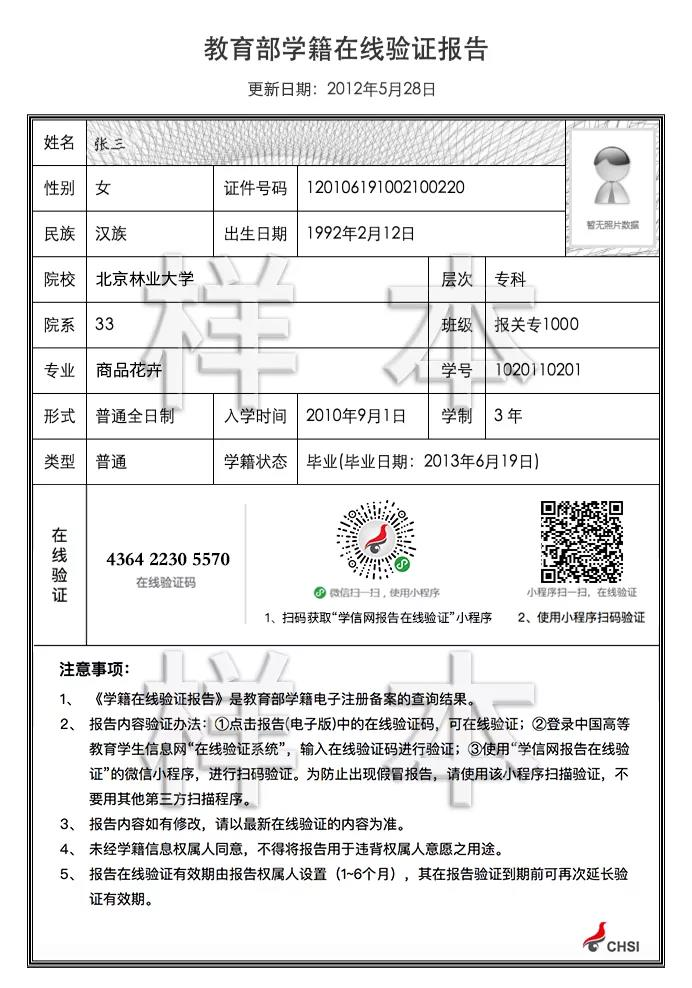 教育部学籍在线验证报告
更新日期：2012年5月28日
姓名 张三
性别 女 证件号码 120106191002100220
暂无照片数据
民族 汉族 出生日期 1992年2月12日
院校 北京林业大学 层次 专科
院系 33 班级 报关专1000
样本
专业 商品花卉 学号 1020110201
形式 普通全日制 入学时间 2010年9月1日 学制 3 年
类型 普通 学籍状态 毕业(毕业日期：2013年6月19日)
在线验证
4364 2230 5570
在线验证码
微信扫一扫，使用小程序
小程序扫一扫，在线验证
1、扫码获取“学信网报告在线验证”小程序
2、使用小程序扫码验证
注意事项：
样本
1、 《学籍在线验证报告》是教育部学籍电子注册备案的查询结果。
2、 报告内容验证办法：①点击报告(电子版)中的在线验证码，可在线验证；②登录中国高等
教育学生信息网“在线验证系统”，输入在线验证码进行验证；③使用“学信网报告在线验
证”的微信小程序，进行扫码验证。为防止出现假冒报告，请使用该小程序扫描验证，不
要用其他第三方扫描程序。
3、 报告内容如有修改，请以最新在线验证的内容为准。
4、 未经学籍信息权属人同意，不得将报告用于违背权属人意愿之用途。
5、 报告在线验证有效期由报告权属人设置（1~6个月），其在报告验证到期前可再次延长验
证有效期。
CHSI